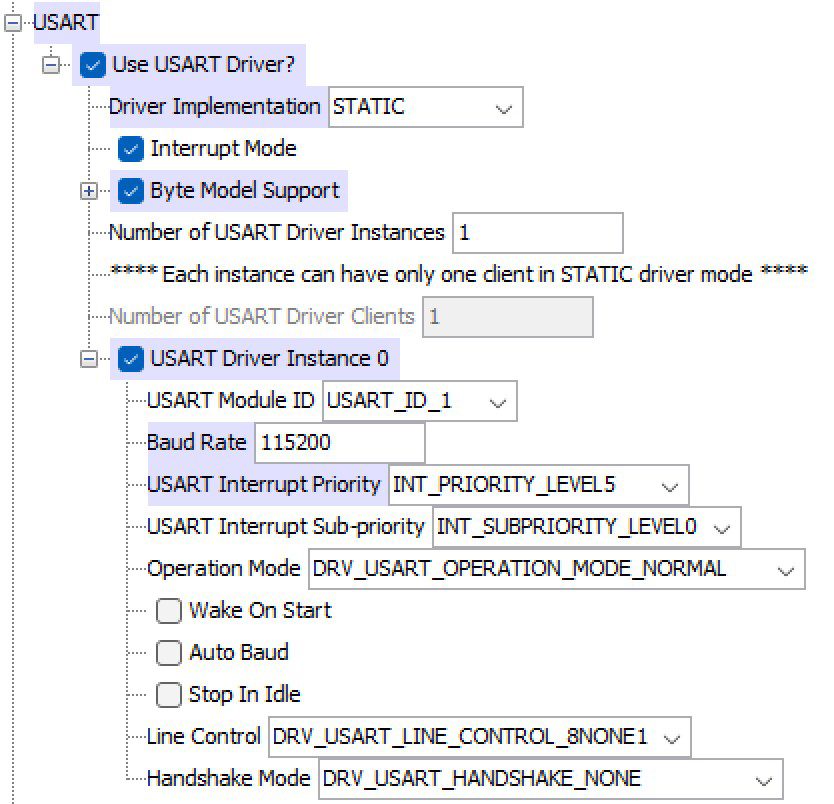 USART
Use USART Driver?
Driver Implementation STATIC
Interrupt Mode
Byte Model Support
Number of USART Driver Instances 1
**** Each instance can have only one client in STATIC driver mode ****
Number of USART Driver Clients 1
USART Driver Instance 0
USART Module ID USART_ID_1
Baud Rate 115200
USART Interrupt Priority INT_PRIORITY_LEVEL5
USART Interrupt Sub-priority INT_SUBPRIORITY_LEVEL0
Operation Mode DRV_USART_OPERATION_MODE_NORMAL
Wake On Start
Auto Baud
Stop In Idle
Line Control DRV_USART_LINE_CONTROL_8NONE1
Handshake Mode DRV_USART_HANDSHAKE_NONE